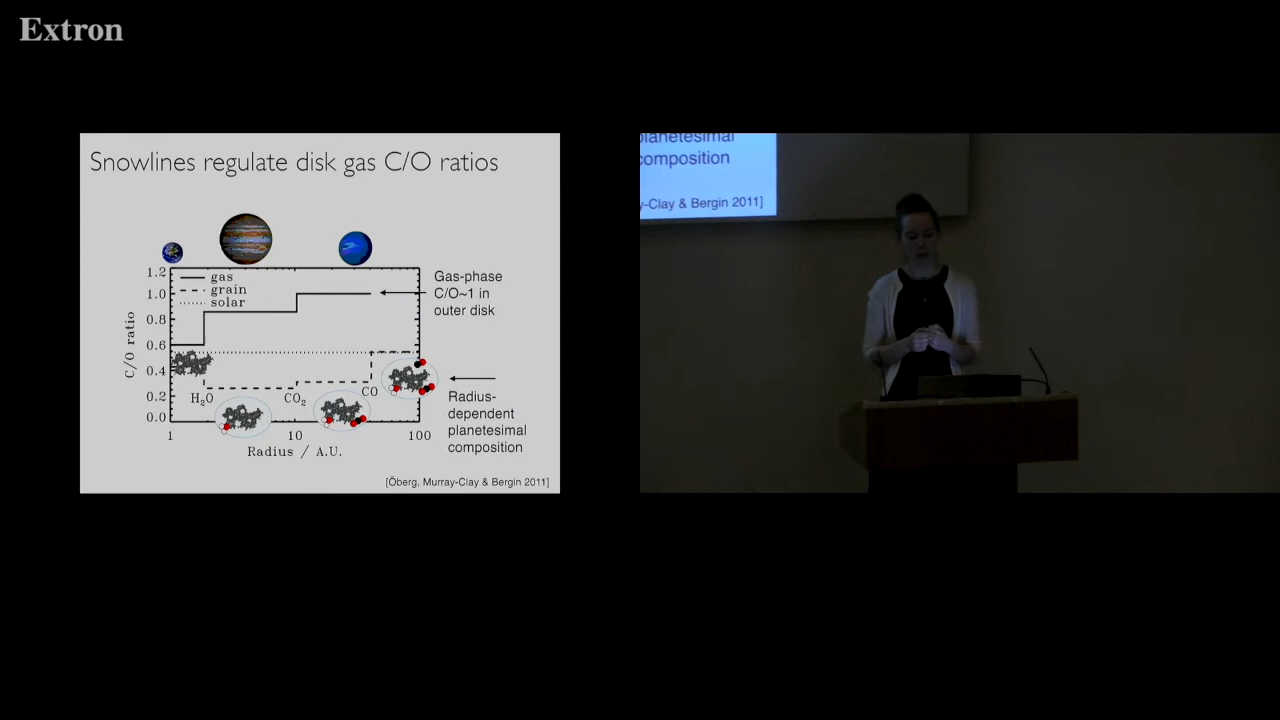 Extron
Snowlines regulate disk gas C/O ratios
1.2
1.0
0.8
0.6
0.4
0.2
0.0
C/O ratio
gas
grain
solar
H₂O
CO₂
CO
1
10
100
Radius / A.U.
Gas-phase
C/O~1 in
outer disk
Radius-
dependent
planetesimal
composition
[Öberg, Murray-Clay & Bergin 2011]
planetesimal
composition
y-Clay & Bergin 2011]